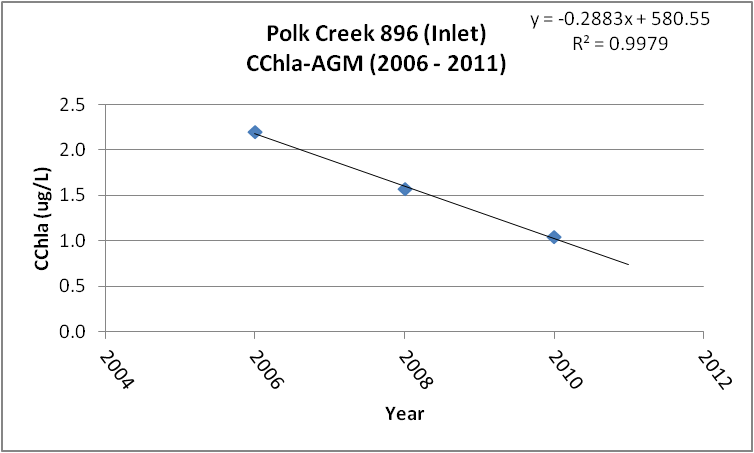 Polk Creek 896 (Inlet)
CChla-AGM (2006 - 2011)
y = -0.2883x + 580.55
R² = 0.9979
CChla (ug/L)
2.5
2.0
1.5
1.0
0.5
0.0
2004
2006
2008
2010
2012
Year